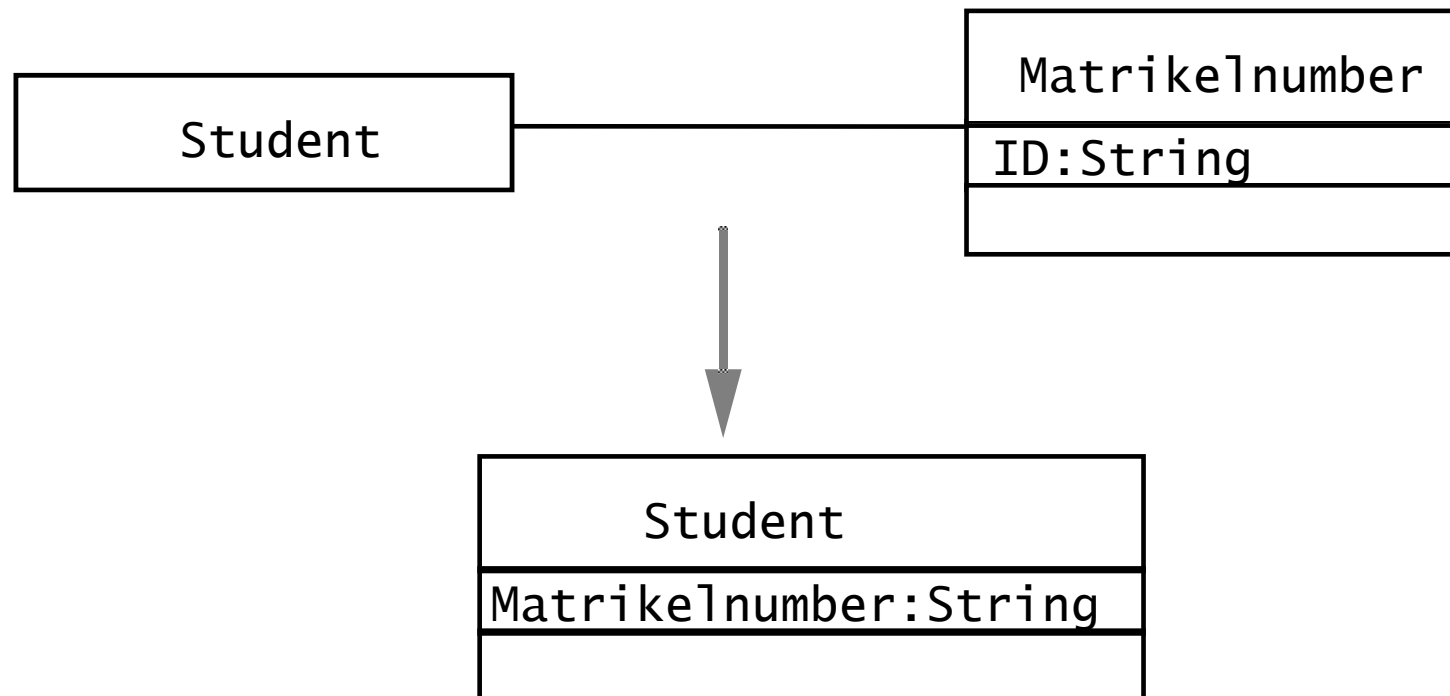 Student
Matrikelnumber
ID:String
Student
Matrikelnumber:String